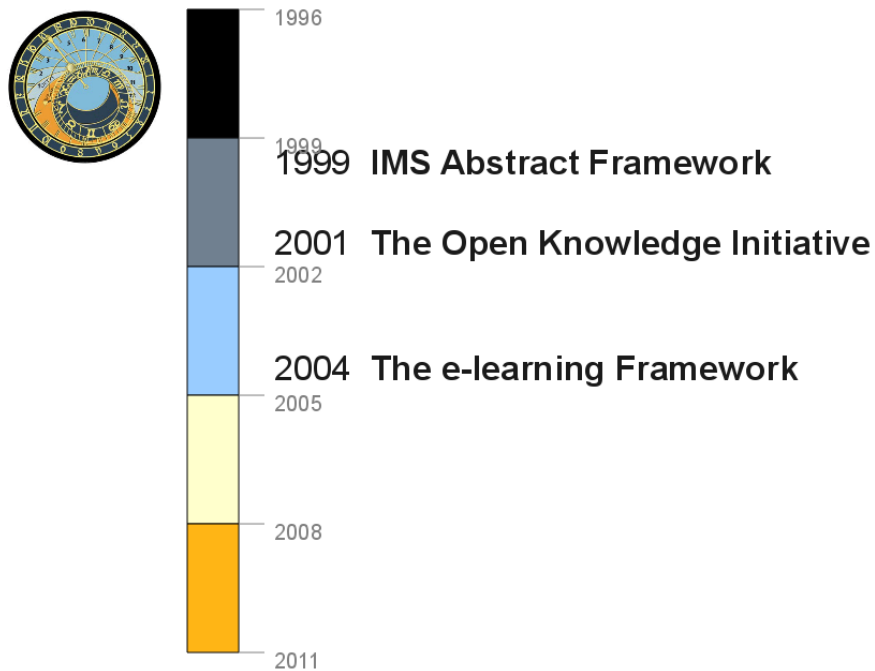 1996
1999
1999 IMS Abstract Framework
2001 The Open Knowledge Initiative
2002
2004 The e-learning Framework
2005
2008
2011